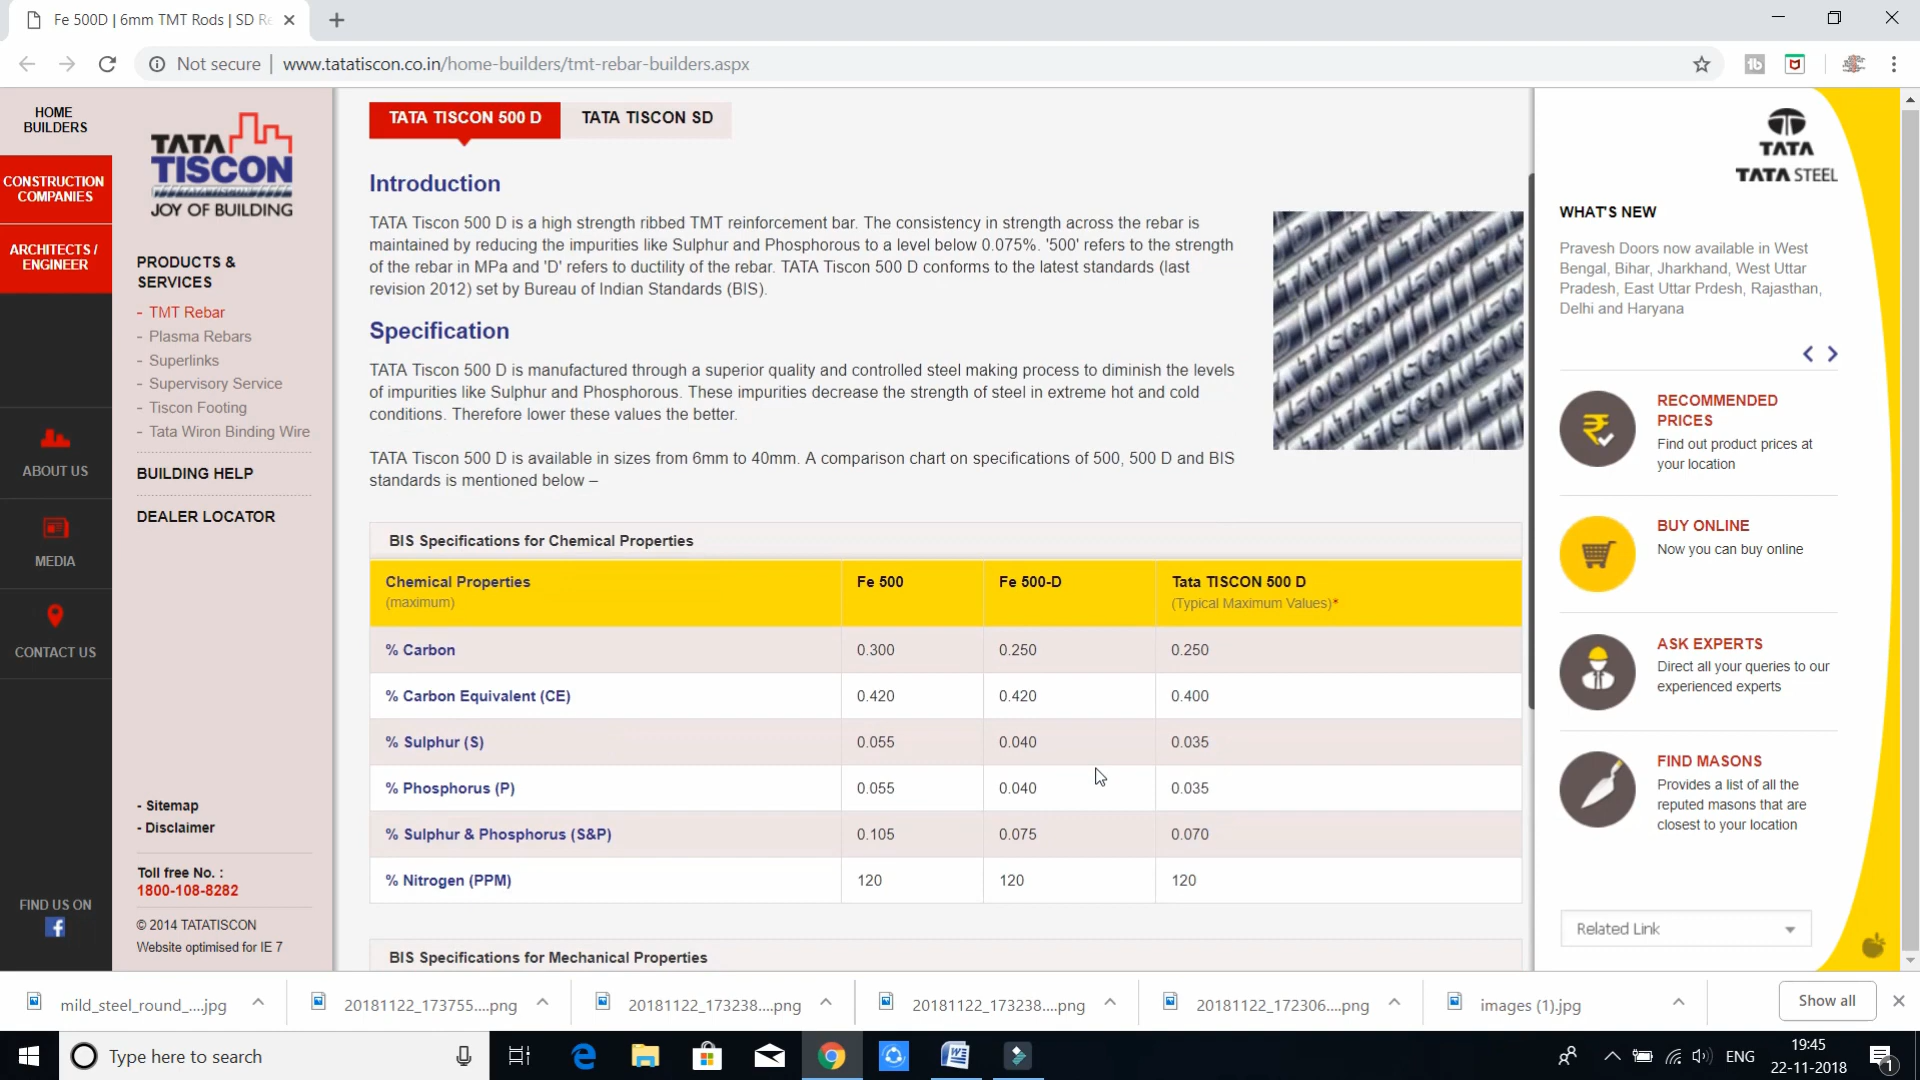 Fe 500D | 6mm TMT Rods | SD Re
Not secure | www.tatatiscon.co.in/home-builders/tmt-rebar-builders.aspx
HOME
BUILDERS
CONSTRUCTION
COMPANIES
ARCHITECTS /
ENGINEER
ABOUT US
MEDIA
CONTACT US
FIND US ON
TATA
TISCON
JOY OF BUILDING
PRODUCTS &
SERVICES
- TMT Rebar
- Plasma Rebars
- Superlinks
- Supervisory Service
- Tiscon Footing
- Tata Wiron Binding Wire
BUILDING HELP
DEALER LOCATOR
- Sitemap
- Disclaimer
Toll free No. :
1800-108-8282
© 2014 TATATISCON
Website optimised for IE 7
TATA TISCON 500 D
TATA TISCON SD
Introduction
TATA Tiscon 500 D is a high strength ribbed TMT reinforcement bar. The consistency in strength across the rebar is
maintained by reducing the impurities like Sulphur and Phosphorous to a level below 0.075%. '500' refers to the strength
of the rebar in MPa and 'D' refers to ductility of the rebar. TATA Tiscon 500 D conforms to the latest standards (last
revision 2012) set by Bureau of Indian Standards (BIS).
Specification
TATA Tiscon 500 D is manufactured through a superior quality and controlled steel making process to diminish the levels
of impurities like Sulphur and Phosphorous. These impurities decrease the strength of steel in extreme hot and cold
conditions. Therefore lower these values the better.
TATA Tiscon 500 D is available in sizes from 6mm to 40mm. A comparison chart on specifications of 500, 500 D and BIS
standards is mentioned below –
BIS Specifications for Chemical Properties
Chemical Properties Fe 500 Fe 500-D Tata TISCON 500 D
(maximum) (Typical Maximum Values)*
% Carbon 0.300 0.250 0.250
% Carbon Equivalent (CE) 0.420 0.420 0.400
% Sulphur (S) 0.055 0.040 0.035
% Phosphorus (P) 0.055 0.040 0.035
% Sulphur & Phosphorus (S&P) 0.105 0.075 0.070
% Nitrogen (PPM) 120 120 120
BIS Specifications for Mechanical Properties
TATA
TATA STEEL
WHAT'S NEW
Pravesh Doors now available in West
Bengal, Bihar, Jharkhand, West Uttar
Pradesh, East Uttar Prdesh, Rajasthan,
Delhi and Haryana
RECOMMENDED
PRICES
Find out product prices at
your location
BUY ONLINE
Now you can buy online
ASK EXPERTS
Direct all your queries to our
experienced experts
FIND MASONS
Provides a list of all the
reputed masons that are
closest to your location
Related Link
mild_steel_round_....jpg
20181122_173755....png
20181122_173238....png
20181122_173238....png
20181122_172306....png
images (1).jpg
Show all
Type here to search
ENG
19:45
22-11-2018
1